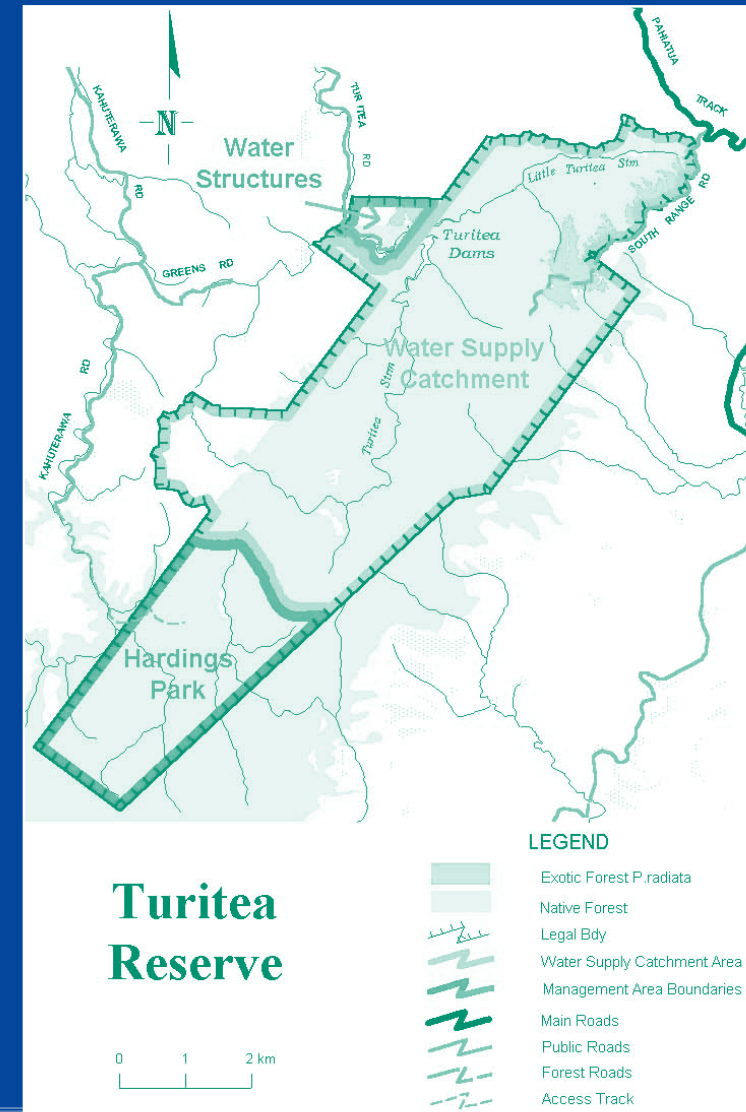 PAHIATUA
TRACK
KAHUTERAWA
RD
TURITEA
RD
N
Water
Structures
Little Turitea Stm
SOUTH RANGE RD
Turitea
Dams
GREENS RD
Water Supply
Catchment
KAHUTERAWA
RD
Turitea Strm
Hardings
Park
Turitea
Reserve
0 1 2 km
LEGEND
Exotic Forest P.radiata
Native Forest
Legal Bdy
Water Supply Catchment Area
Management Area Boundaries
Main Roads
Public Roads
Forest Roads
Access Track